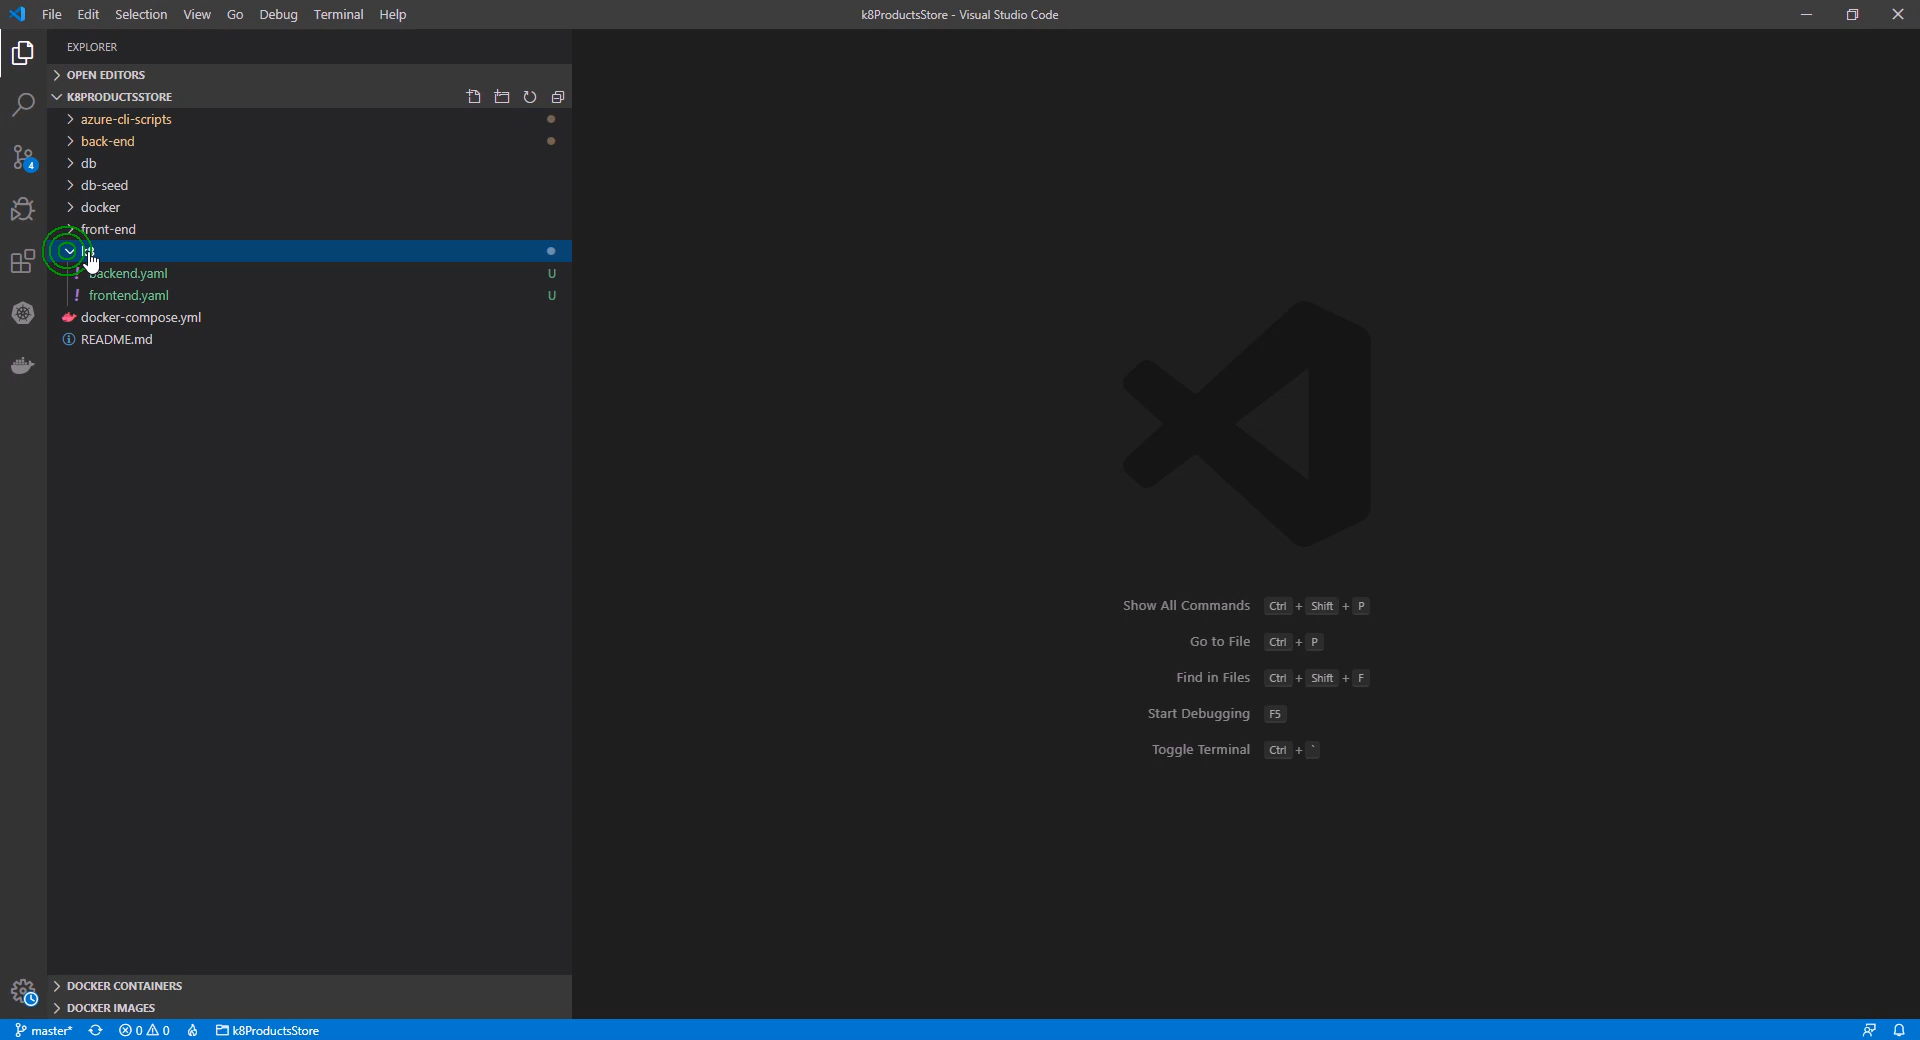 File Edit Selection View Go Debug Terminal Help
k8ProductsStore - Visual Studio Code
EXPLORER
OPEN EDITORS
K8PRODUCTSSTORE
azure-cli-scripts
back-end
db
db-seed
docker
front-end
backend.yaml U
frontend.yaml U
docker-compose.yml
README.md
4
Show All Commands Ctrl + Shift + P
Go to File Ctrl + P
Find in Files Ctrl + Shift + F
Start Debugging F5
Toggle Terminal Ctrl + `
DOCKER CONTAINERS
DOCKER IMAGES
master* 0 0 k8ProductsStore